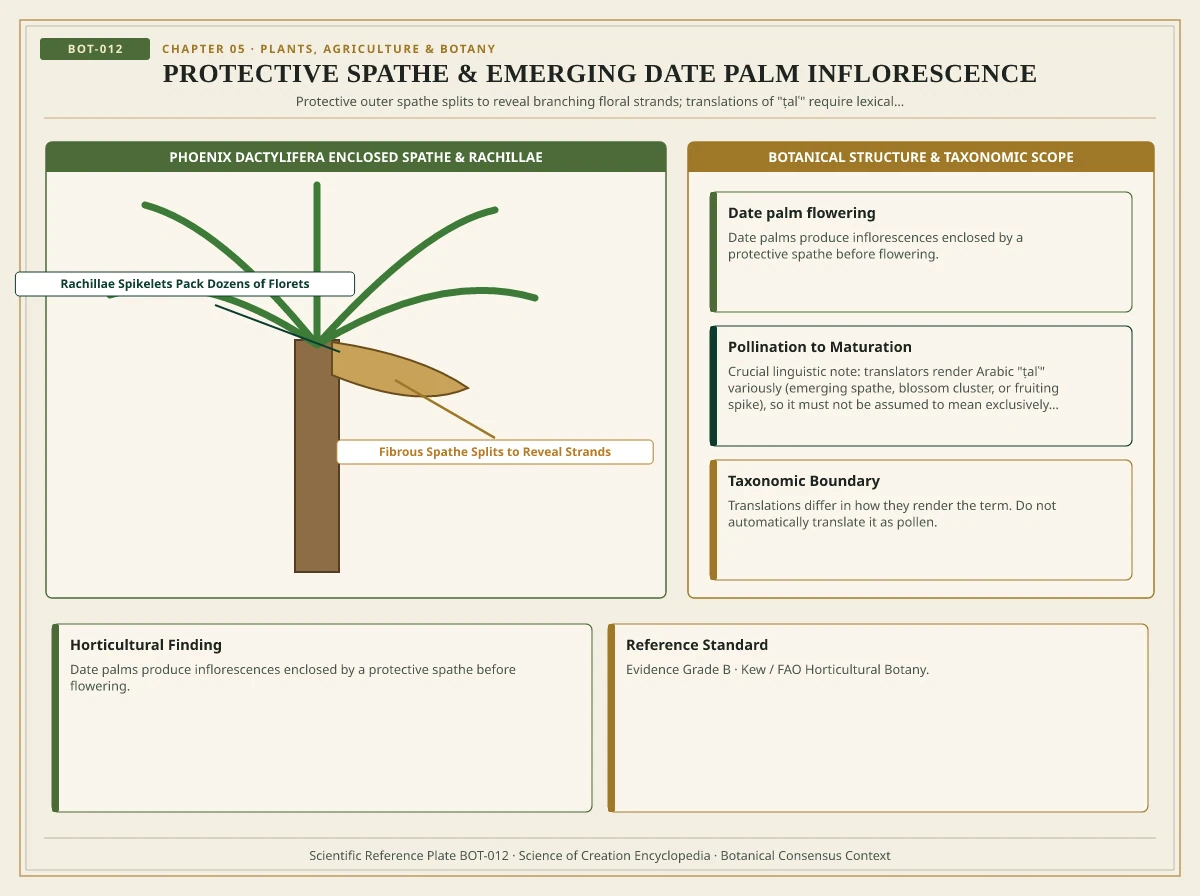 BOT-012
CHAPTER 05 · PLANTS, AGRICULTURE & BOTANY
PROTECTIVE SPATHE & EMERGING DATE PALM INFLORESCENCE
Protective outer spathe splits to reveal branching floral strands; translations of "ṭalʿ" require lexical…
PHOENIX DACTYLIFERA ENCLOSED SPATHE & RACHILLAE
Rachillae Spikelets Pack Dozens of Florets
Fibrous Spathe Splits to Reveal Strands
BOTANICAL STRUCTURE & TAXONOMIC SCOPE
Date palm flowering
Date palms produce inflorescences enclosed by a
protective spathe before flowering.
Pollination to Maturation
Crucial linguistic note: translators render Arabic "ṭalʿ"
variously (emerging spathe, blossom cluster, or fruiting
spike), so it must not be assumed to mean exclusively…
Taxonomic Boundary
Translations differ in how they render the term. Do not
automatically translate it as pollen.
Horticultural Finding
Date palms produce inflorescences enclosed by a protective spathe before
flowering.
Reference Standard
Evidence Grade B · Kew / FAO Horticultural Botany.
Scientific Reference Plate BOT-012 · Science of Creation Encyclopedia · Botanical Consensus Context